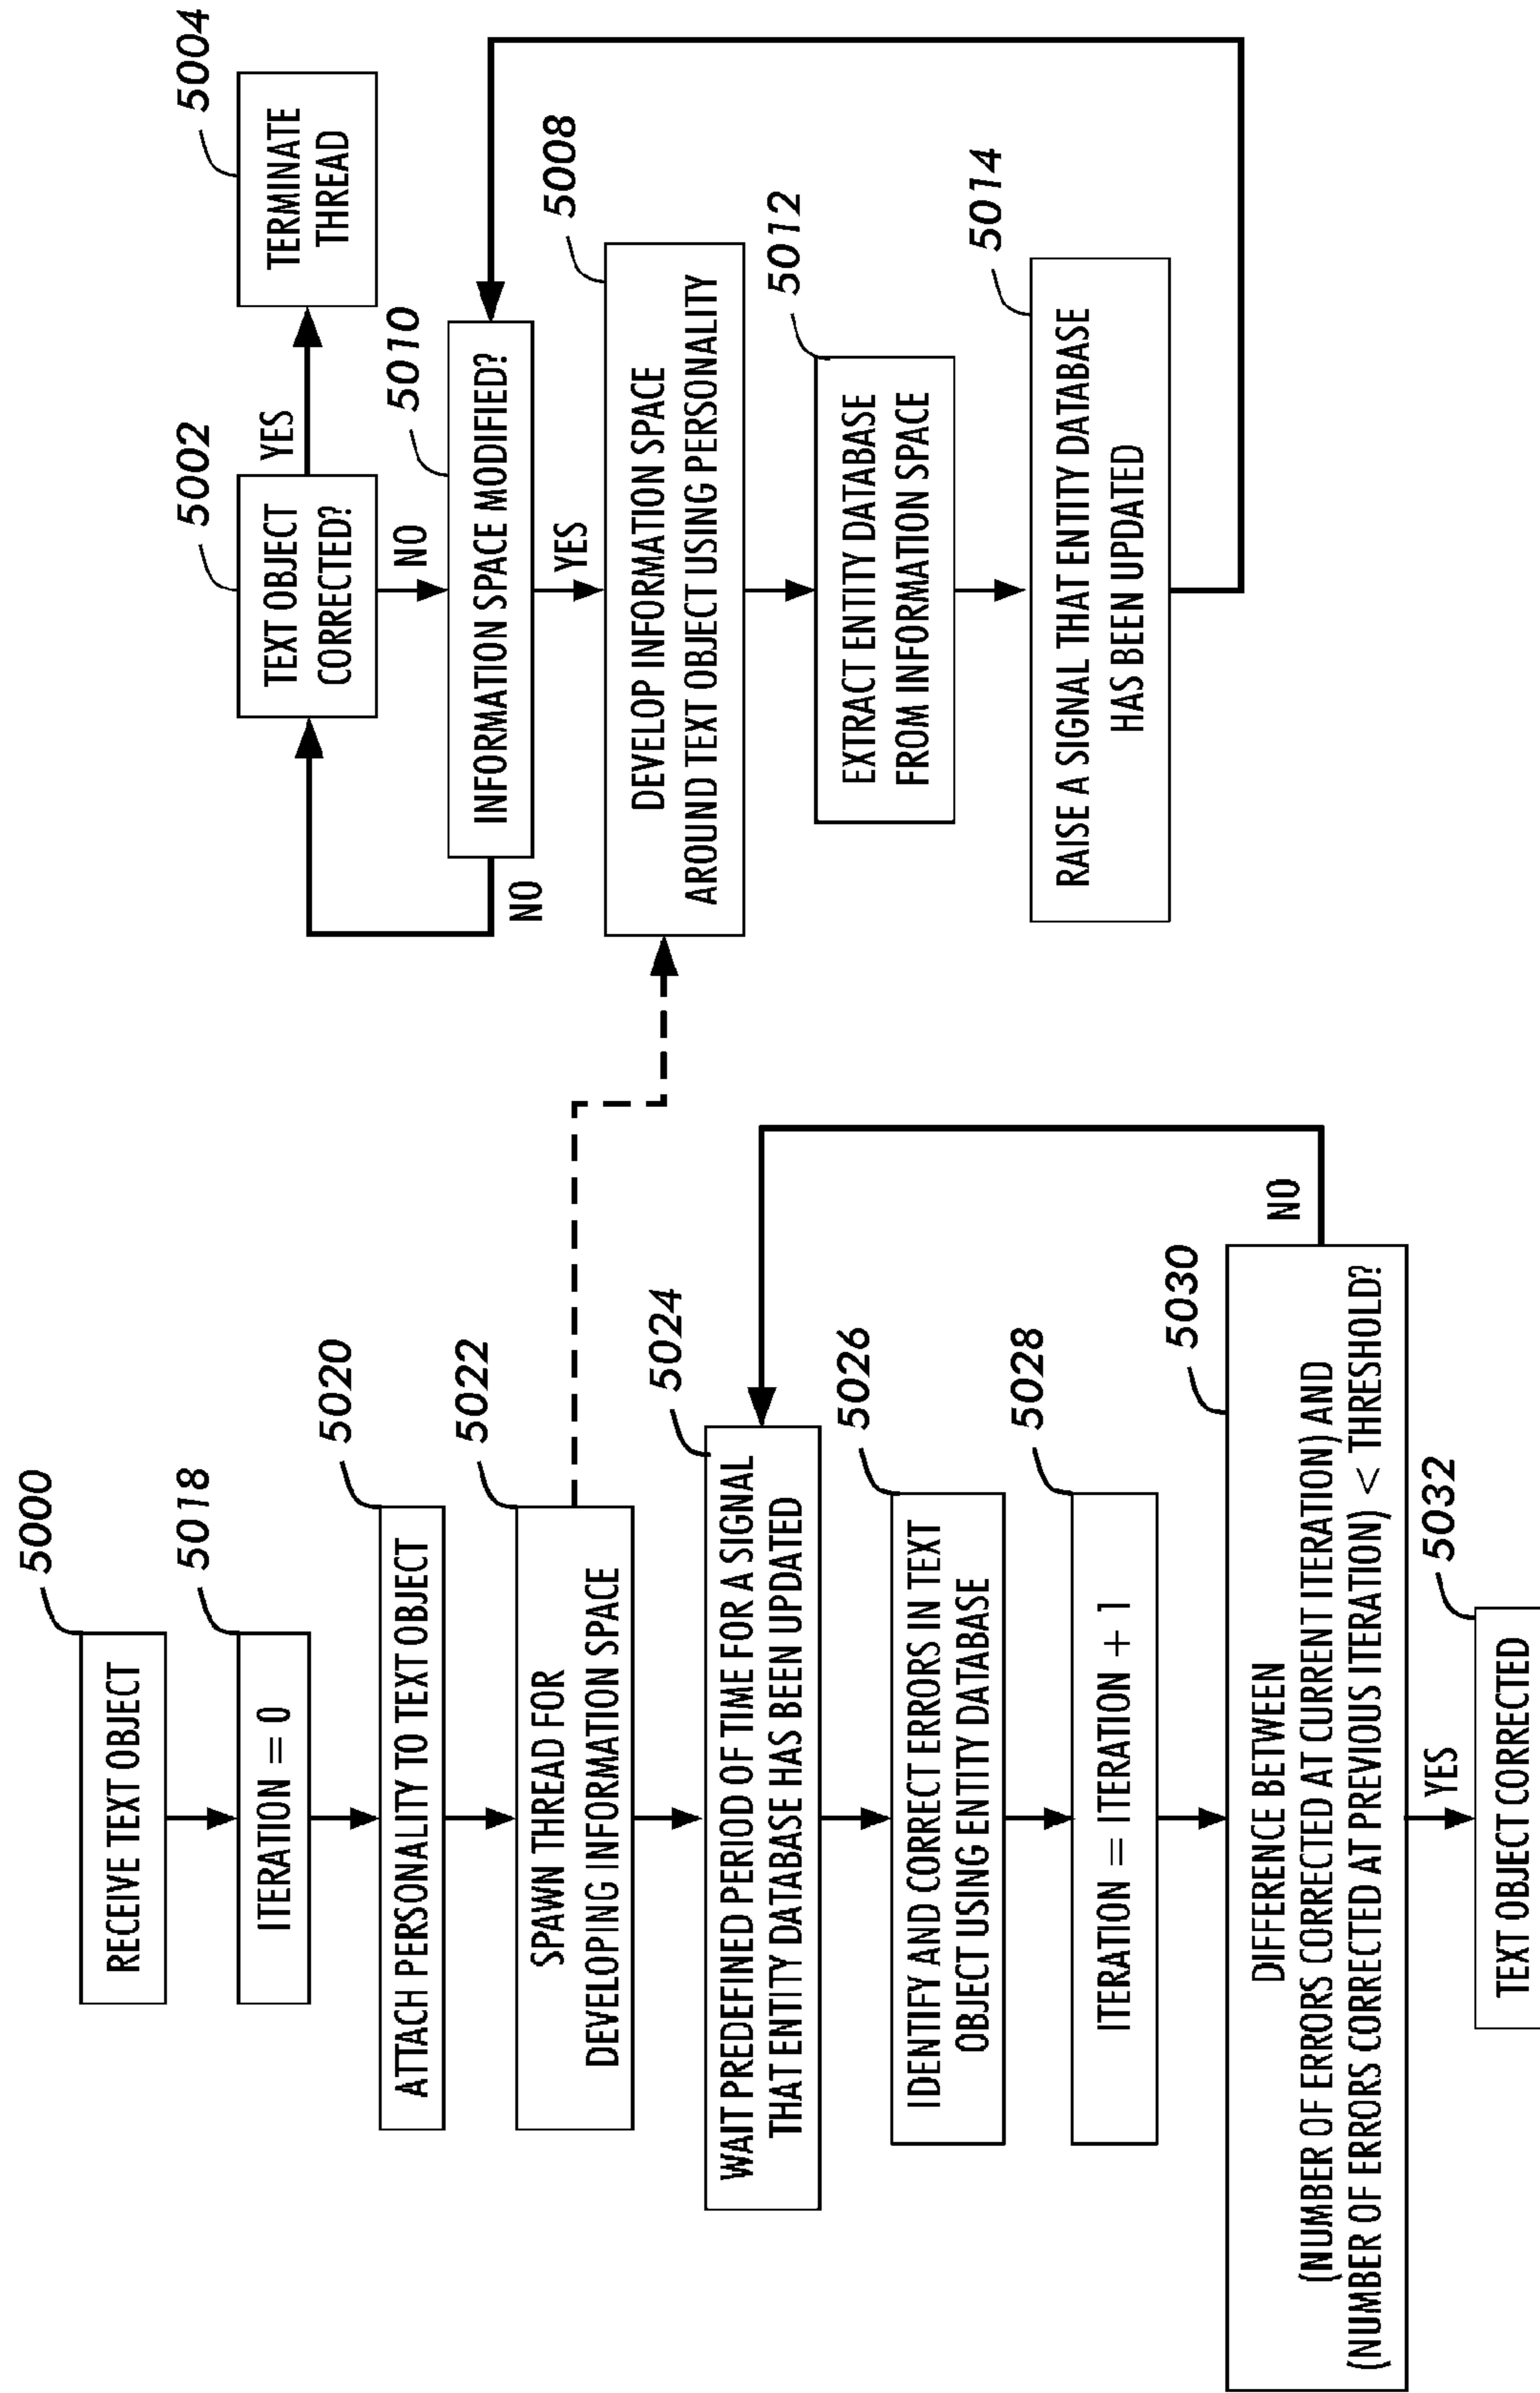 5000
RECEIVE TEXT OBJECT
5018
ITERATION = 0
5020
ATTACH PERSONALITY TO TEXT OBJECT
5022
SPAWN THREAD FOR
DEVELOPING INFORMATION SPACE
5024
WAIT PREDEFINED PERIOD OF TIME FOR A SIGNAL
THAT ENTITY DATABASE HAS BEEN UPDATED
5026
IDENTIFY AND CORRECT ERRORS IN TEXT
OBJECT USING ENTITY DATABASE
5028
ITERATION = ITERATION + 1
5030
DIFFERENCE BETWEEN
(NUMBER OF ERRORS CORRECTED AT CURRENT ITERATION) AND
(NUMBER OF ERRORS CORRECTED AT PREVIOUS ITERATION) < THRESHOLD?
NO
YES
5032
TEXT OBJECT CORRECTED
5002
TEXT OBJECT
CORRECTED?
YES
5004
TERMINATE
THREAD
NO
5010
INFORMATION SPACE MODIFIED?
NO
YES
5008
DEVELOP INFORMATION SPACE
AROUND TEXT OBJECT USING PERSONALITY
5012
EXTRACT ENTITY DATABASE
FROM INFORMATION SPACE
5014
RAISE A SIGNAL THAT ENTITY DATABASE
HAS BEEN UPDATED